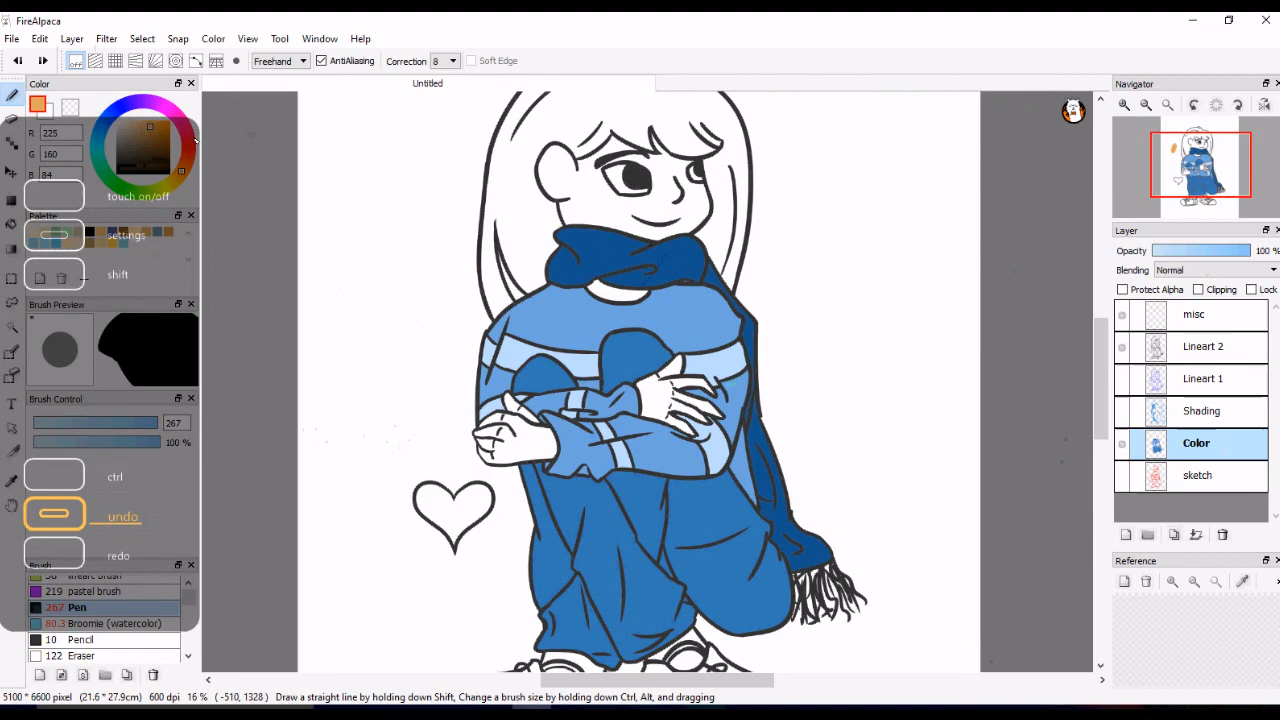 FireAlpaca
File Edit Layer Filter Select Snap Color View Tool Window Help
OFF Freehand AntiAliasing Correction 8 Soft Edge
Color
Untitled
Navigator
R 225
G 160
B 84
touch on/off
Palette
settings
shift
Layer
Opacity 100 %
Blending Normal
Protect Alpha Clipping Lock
Brush Preview
misc
Lineart 2
Lineart 1
Brush Control
Shading
267
100 %
Color
ctrl
sketch
undo
redo
Brush
Reference
219 pastel brush
267 Pen
80.3 Broomie (watercolor)
10 Pencil
122 Eraser
5100 * 6600 pixel (21.6 * 27.9cm) 600 dpi 16 % ( -510, 1328 ) Draw a straight line by holding down Shift, Change a brush size by holding down Ctrl, Alt, and dragging